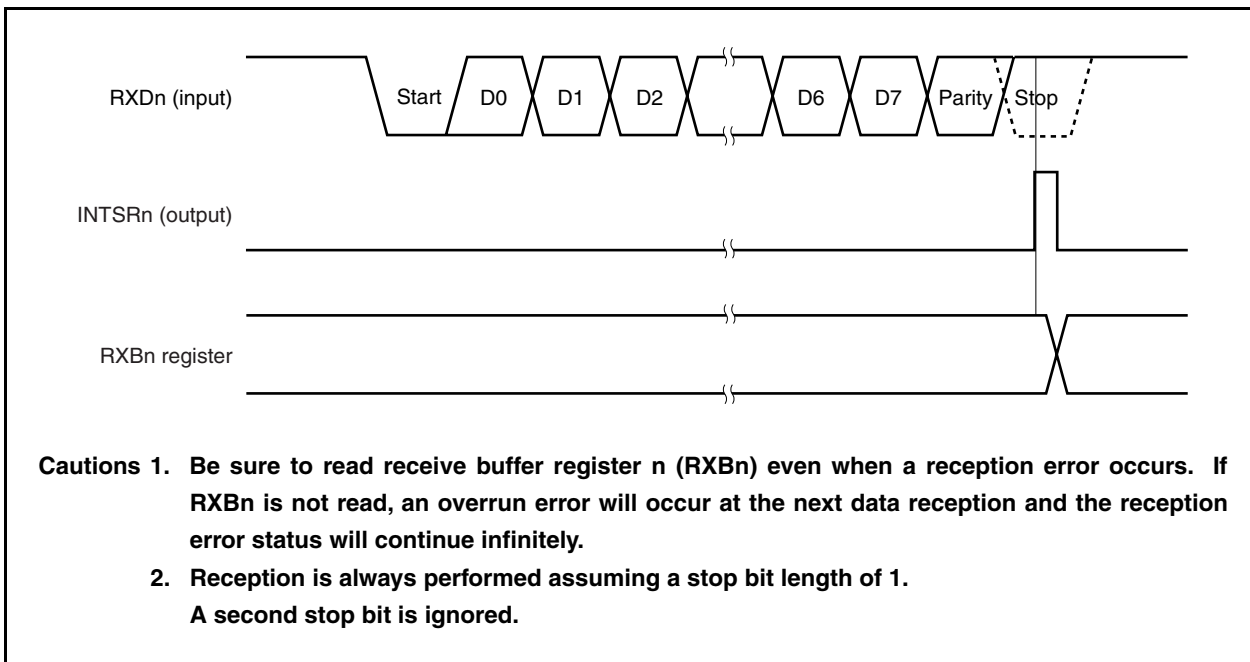 RXDn (input)
Start D0 D1 D2 D6 D7 Parity Stop
INTSRn (output)
RXBn register
Cautions 1. Be sure to read receive buffer register n (RXBn) even when a reception error occurs. If
RXBn is not read, an overrun error will occur at the next data reception and the reception
error status will continue infinitely.
2. Reception is always performed assuming a stop bit length of 1.
A second stop bit is ignored.